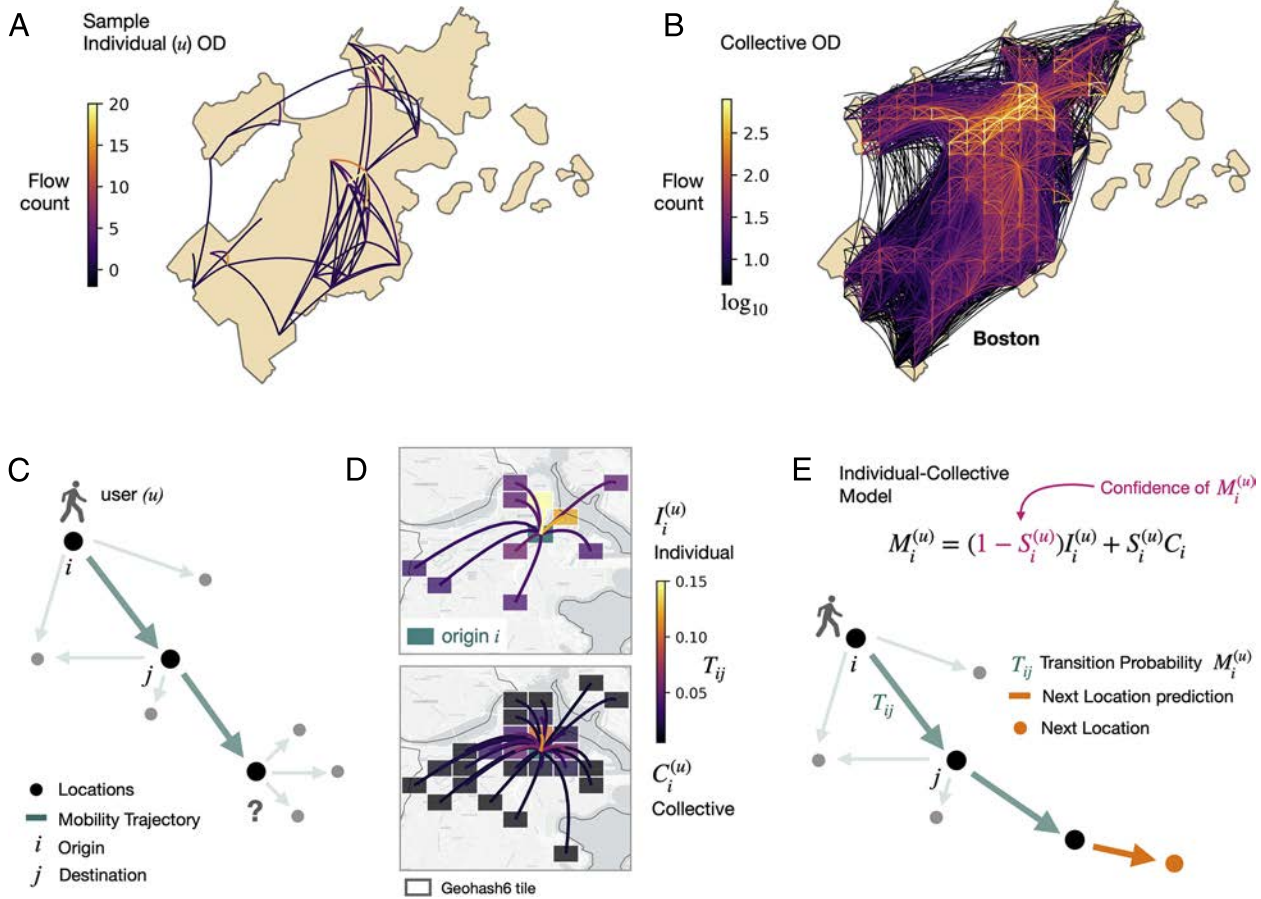 A
Sample
Individual (u) OD
20
15
10
5
0
Flow
count
B
Collective OD
2.5
2.0
1.5
1.0
Flow
count
log10
Boston
C
user (u)
i
j
?
Locations
Mobility Trajectory
i Origin
j Destination
D
origin i
I_i^(u)
Individual
0.15
0.10
0.05
T_ij
C_i^(u)
Collective
Geohash6 tile
E
Individual-Collective
Model
Confidence of M_i^(u)
M_i^(u) = (1 − S_i^(u))I_i^(u) + S_i^(u)C_i
i
T_ij
j
T_ij Transition Probability M_i^(u)
Next Location prediction
Next Location